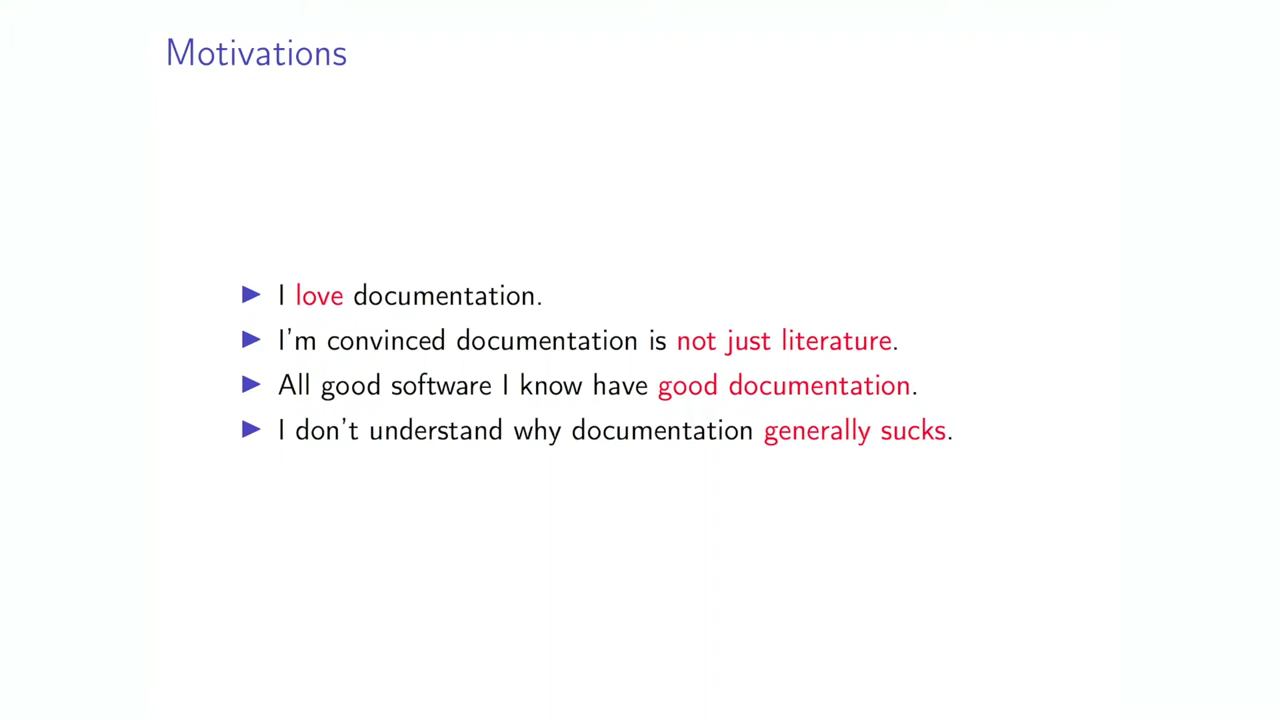 Motivations
I love documentation.
I'm convinced documentation is not just literature.
All good software I know have good documentation.
I don't understand why documentation generally sucks.